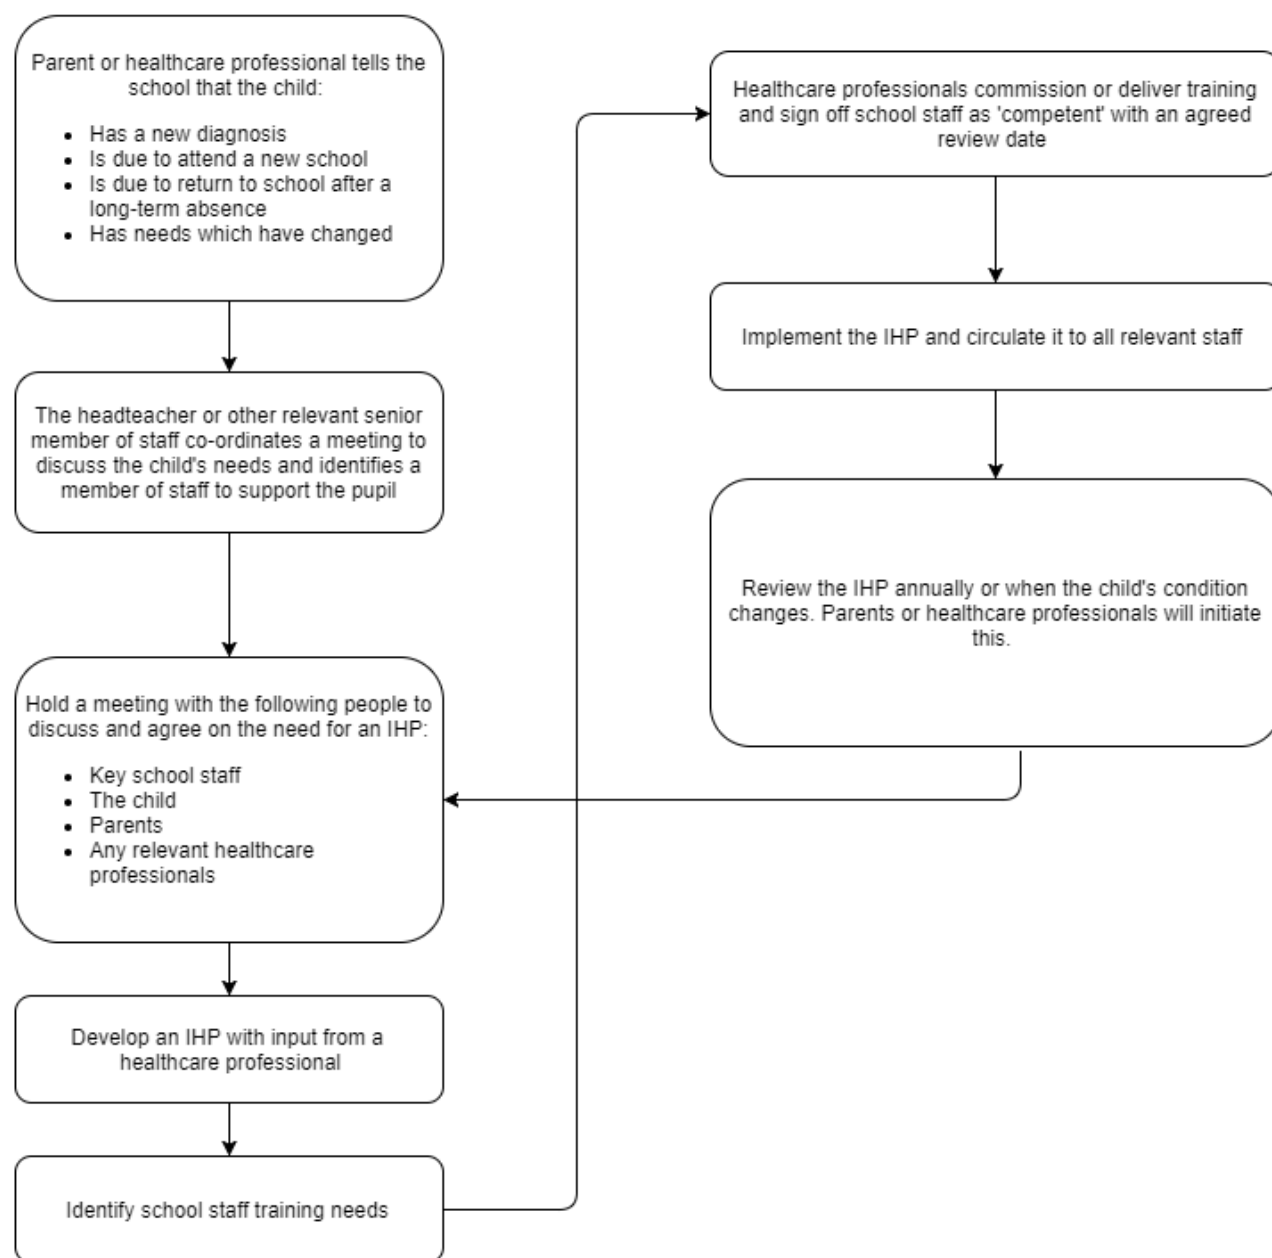 Parent or healthcare professional tells the
school that the child:
• Has a new diagnosis
• Is due to attend a new school
• Is due to return to school after a
long-term absence
• Has needs which have changed
The headteacher or other relevant senior
member of staff co-ordinates a meeting to
discuss the child's needs and identifies a
member of staff to support the pupil
Hold a meeting with the following people to
discuss and agree on the need for an IHP:
• Key school staff
• The child
• Parents
• Any relevant healthcare
professionals
Develop an IHP with input from a
healthcare professional
Identify school staff training needs
Healthcare professionals commission or deliver training
and sign off school staff as 'competent' with an agreed
review date
Implement the IHP and circulate it to all relevant staff
Review the IHP annually or when the child's condition
changes. Parents or healthcare professionals will initiate
this.